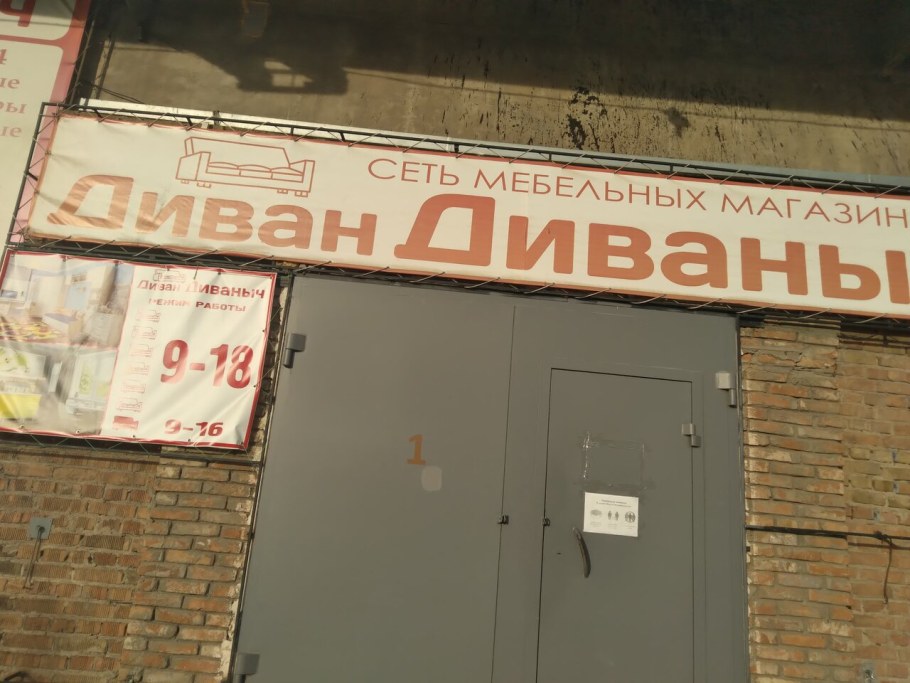 СЕТЬ МЕБЕЛЬНЫХ МАГАЗИН
Диван Диваны
Диван Диваныч
РЕЖИМ РАБОТЫ
9-18
9-16
1